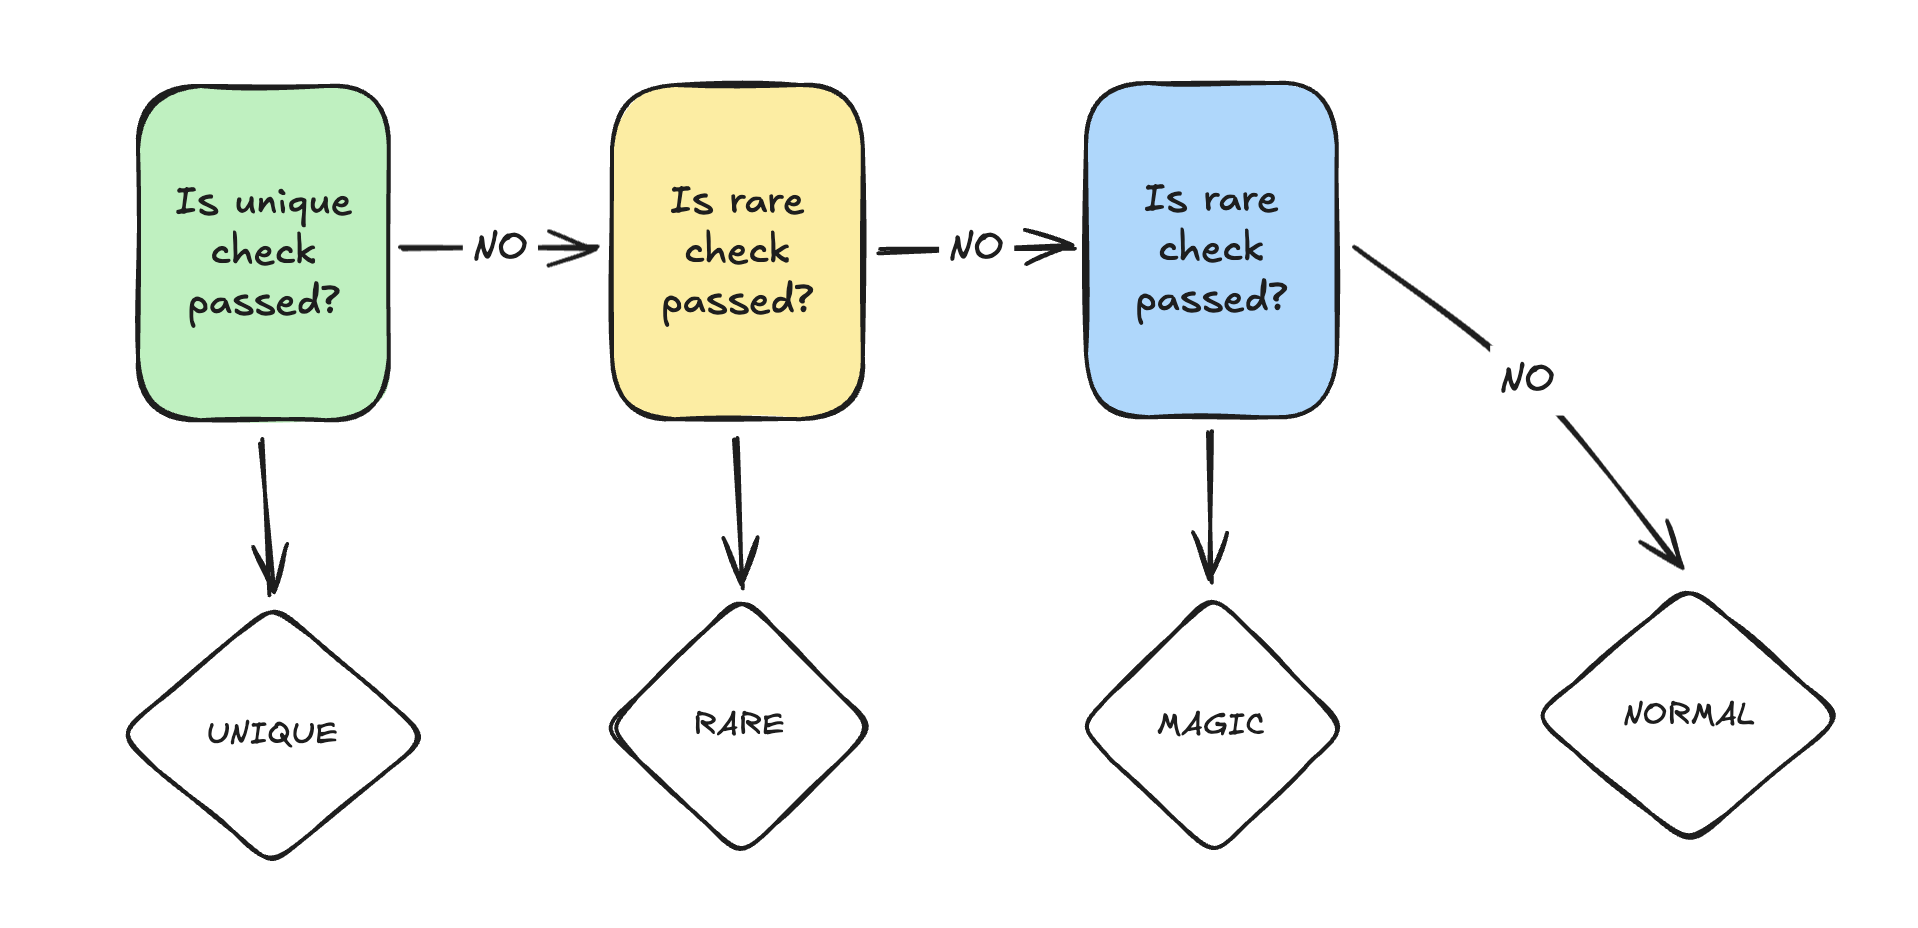 Is unique
check
passed?
NO
Is rare
check
passed?
NO
Is rare
check
passed?
NO
UNIQUE
RARE
MAGIC
NORMAL